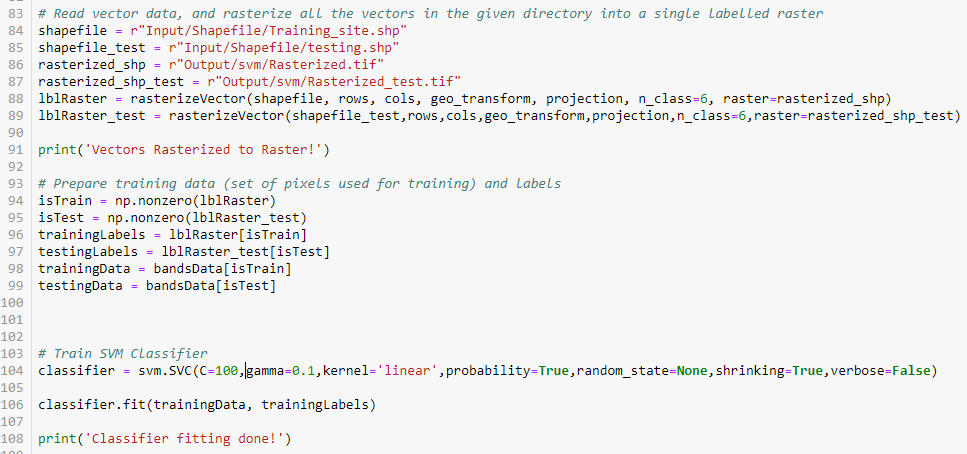 83 # Read vector data, and rasterize all the vectors in the given directory into a single labelled raster
84 shapefile = r"Input/Shapefile/Training_site.shp"
85 shapefile_test = r"Input/Shapefile/testing.shp"
86 rasterized_shp = r"Output/svm/Rasterized.tif"
87 rasterized_shp_test = r"Output/svm/Rasterized_test.tif"
88 lblRaster = rasterizeVector(shapefile, rows, cols, geo_transform, projection, n_class=6, raster=rasterized_shp)
89 lblRaster_test = rasterizeVector(shapefile_test,rows,cols,geo_transform,projection,n_class=6,raster=rasterized_shp_test)
90
91 print('Vectors Rasterized to Raster!')
92
93 # Prepare training data (set of pixels used for training) and labels
94 isTrain = np.nonzero(lblRaster)
95 isTest = np.nonzero(lblRaster_test)
96 trainingLabels = lblRaster[isTrain]
97 testingLabels = lblRaster_test[isTest]
98 trainingData = bandsData[isTrain]
99 testingData = bandsData[isTest]
100
101
102
103 # Train SVM Classifier
104 classifier = svm.SVC(C=100,gamma=0.1,kernel='linear',probability=True,random_state=None,shrinking=True,verbose=False)
105
106 classifier.fit(trainingData, trainingLabels)
107
108 print('Classifier fitting done!')